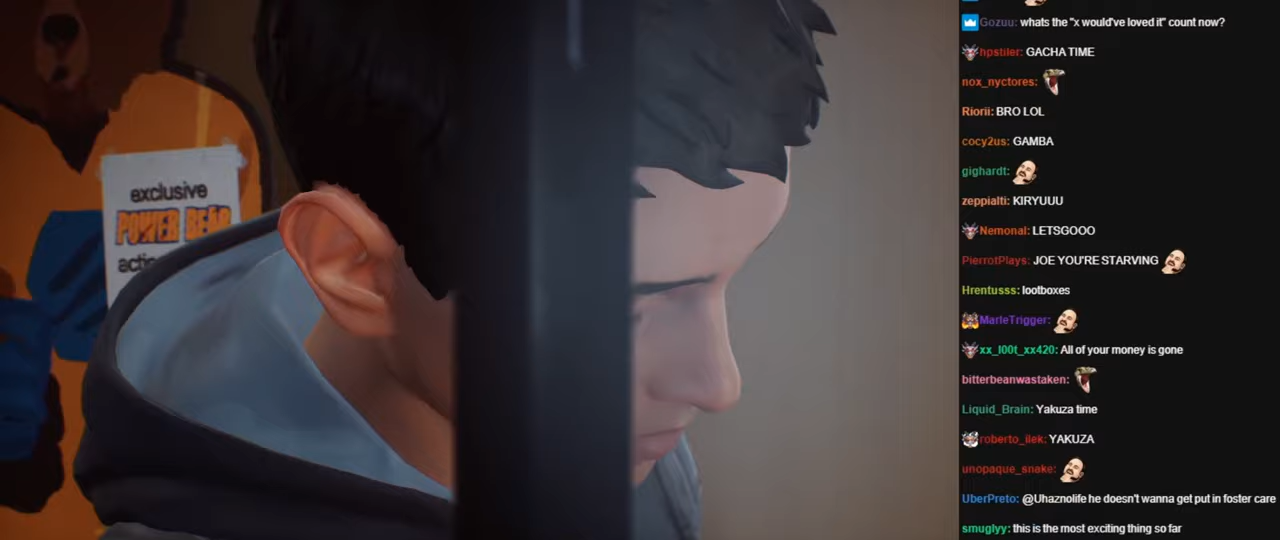 exclusive
POWER BEAR
Gozuu: whats the "x would've loved it" count now?
hpstiler: GACHA TIME
nox_nyctores:
Riorii: BRO LOL
cocy2us: GAMBA
gighardt:
zeppialti: KIRYUUU
Nemonal: LETSGOOO
PierrotPlays: JOE YOU'RE STARVING
Hrentusss: lootboxes
MarleTrigger:
xx_l00t_xx420: All of your money is gone
bitterbeanwastaken:
Liquid_Brain: Yakuza time
roberto_ilek: YAKUZA
unopaque_snake:
UberPreto: @Uhaznolife he doesn't wanna get put in foster care
smuglyy: this is the most exciting thing so far